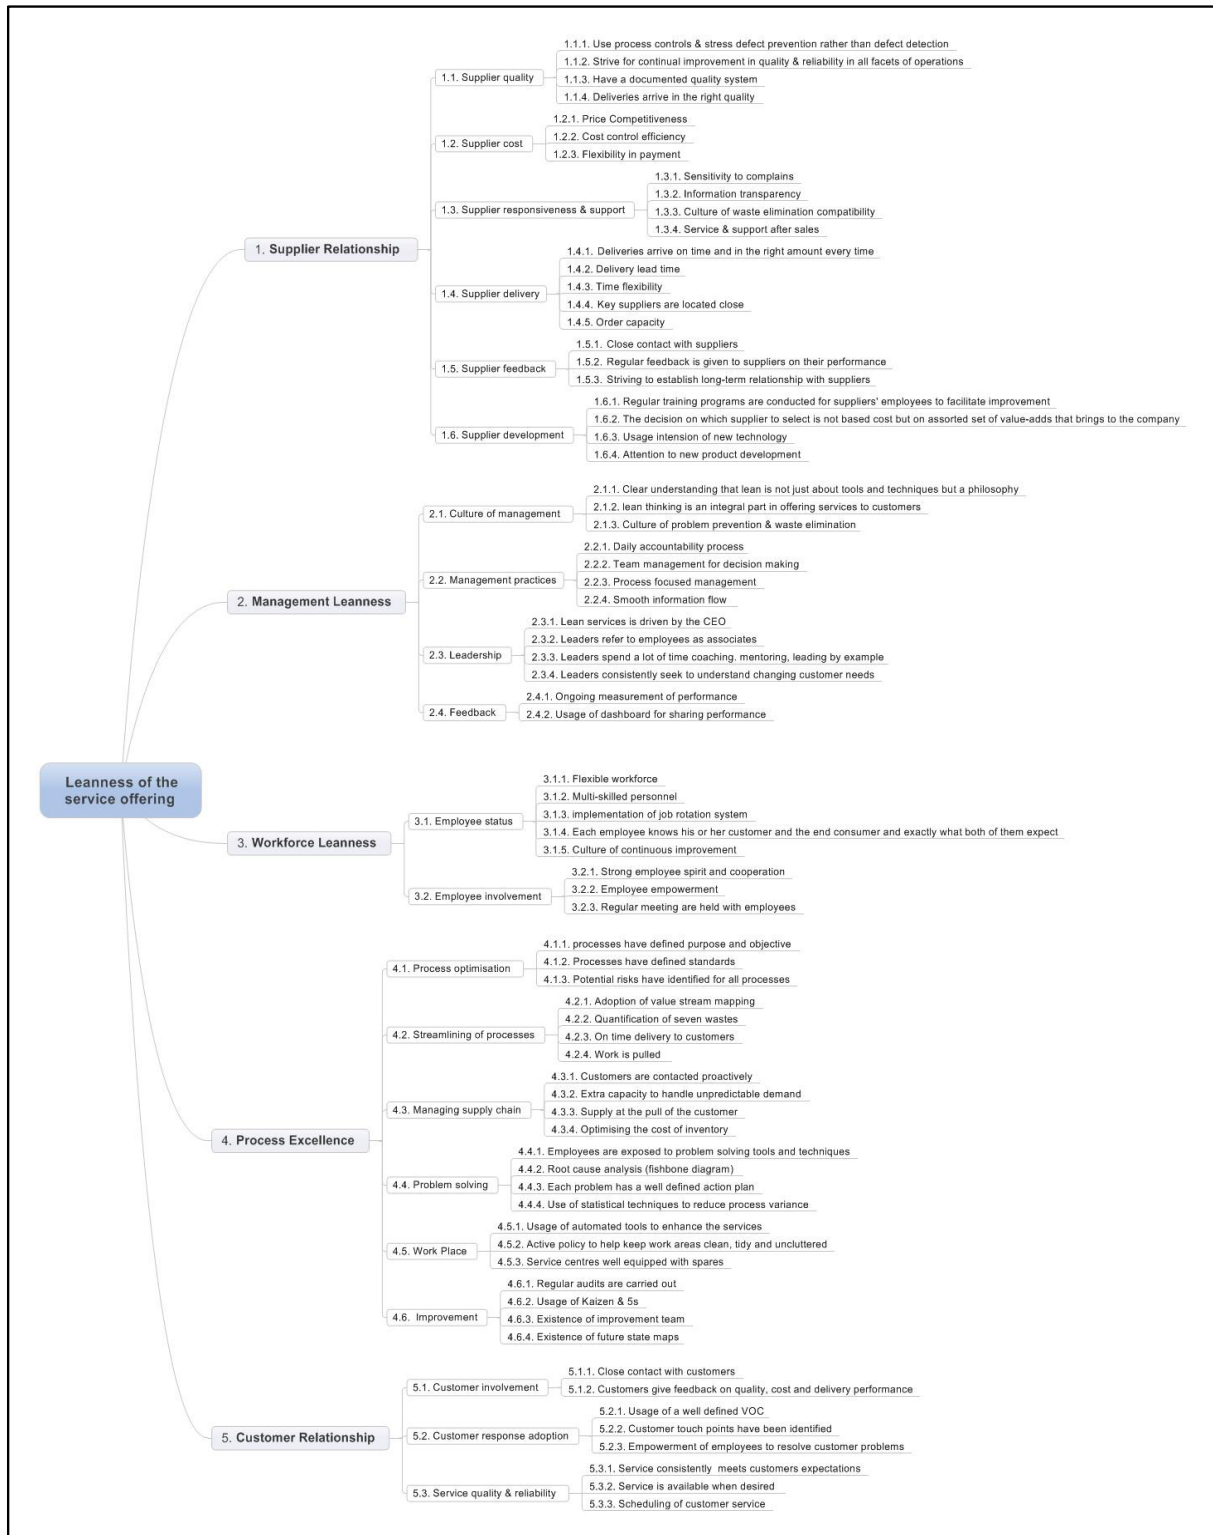 1.1.1. Use process controls & stress defect prevention rather than defect detection
1.1.2. Strive for continual improvement in quality & reliability in all facets of operations
1.1. Supplier quality
1.1.3. Have a documented quality system
1.1.4. Deliveries arrive in the right quality
1.2.1. Price Competitiveness
1.2. Supplier cost
1.2.2. Cost control efficiency
1.2.3. Flexibility in payment
1.3.1. Sensitivity to complains
1.3.2. Information transparency
1.3. Supplier responsiveness & support
1.3.3. Culture of waste elimination compatibility
1.3.4. Service & support after sales
1. Supplier Relationship
1.4.1. Deliveries arrive on time and in the right amount every time
1.4.2. Delivery lead time
1.4. Supplier delivery
1.4.3. Time flexibility
1.4.4. Key suppliers are located close
1.4.5. Order capacity
1.5.1. Close contact with suppliers
1.5. Supplier feedback
1.5.2. Regular feedback is given to suppliers on their performance
1.5.3. Striving to establish long-term relationship with suppliers
1.6.1. Regular training programs are conducted for suppliers' employees to facilitate improvement
1.6.2. The decision on which supplier to select is not based cost but on assorted set of value-adds that brings to the company
1.6. Supplier development
1.6.3. Usage intension of new technology
1.6.4. Attention to new product development
2.1.1. Clear understanding that lean is not just about tools and techniques but a philosophy
2.1. Culture of management
2.1.2. lean thinking is an integral part in offering services to customers
2.1.3. Culture of problem prevention & waste elimination
2.2.1. Daily accountability process
2.2.2. Team management for decision making
2.2. Management practices
2.2.3. Process focused management
2.2.4. Smooth information flow
2. Management Leanness
2.3.1. Lean services is driven by the CEO
2.3.2. Leaders refer to employees as associates
2.3. Leadership
2.3.3. Leaders spend a lot of time coaching. mentoring, leading by example
2.3.4. Leaders consistently seek to understand changing customer needs
2.4.1. Ongoing measurement of performance
2.4. Feedback
2.4.2. Usage of dashboard for sharing performance
Leanness of the
service offering
3.1.1. Flexible workforce
3.1.2. Multi-skilled personnel
3.1. Employee status
3.1.3. implementation of job rotation system
3.1.4. Each employee knows his or her customer and the end consumer and exactly what both of them expect
3.1.5. Culture of continuous improvement
3. Workforce Leanness
3.2.1. Strong employee spirit and cooperation
3.2. Employee involvement
3.2.2. Employee empowerment
3.2.3. Regular meeting are held with employees
4.1.1. processes have defined purpose and objective
4.1. Process optimisation
4.1.2. Processes have defined standards
4.1.3. Potential risks have identified for all processes
4.2.1. Adoption of value stream mapping
4.2.2. Quantification of seven wastes
4.2. Streamlining of processes
4.2.3. On time delivery to customers
4.2.4. Work is pulled
4.3.1. Customers are contacted proactively
4.3.2. Extra capacity to handle unpredictable demand
4.3. Managing supply chain
4.3.3. Supply at the pull of the customer
4.3.4. Optimising the cost of inventory
4. Process Excellence
4.4.1. Employees are exposed to problem solving tools and techniques
4.4.2. Root cause analysis (fishbone diagram)
4.4. Problem solving
4.4.3. Each problem has a well defined action plan
4.4.4. Use of statistical techniques to reduce process variance
4.5.1. Usage of automated tools to enhance the services
4.5. Work Place
4.5.2. Active policy to help keep work areas clean, tidy and uncluttered
4.5.3. Service centres well equipped with spares
4.6.1. Regular audits are carried out
4.6.2. Usage of Kaizen & 5s
4.6. Improvement
4.6.3. Existence of improvement team
4.6.4. Existence of future state maps
5.1.1. Close contact with customers
5.1. Customer involvement
5.1.2. Customers give feedback on quality, cost and delivery performance
5.2.1. Usage of a well defined VOC
5.2. Customer response adoption
5.2.2. Customer touch points have been identified
5.2.3. Empowerment of employees to resolve customer problems
5. Customer Relationship
5.3.1. Service consistently meets customers expectations
5.3. Service quality & reliability
5.3.2. Service is available when desired
5.3.3. Scheduling of customer service